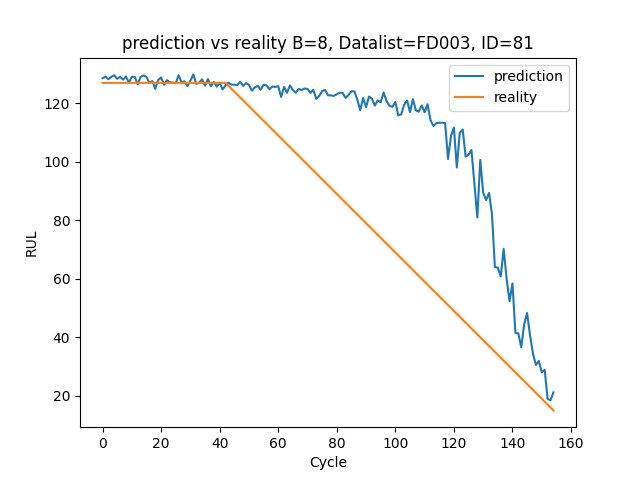 prediction vs reality B=8, Datalist=FD003, ID=81
prediction
reality
RUL
120
100
80
60
40
20
0 20 40 60 80 100 120 140 160
Cycle